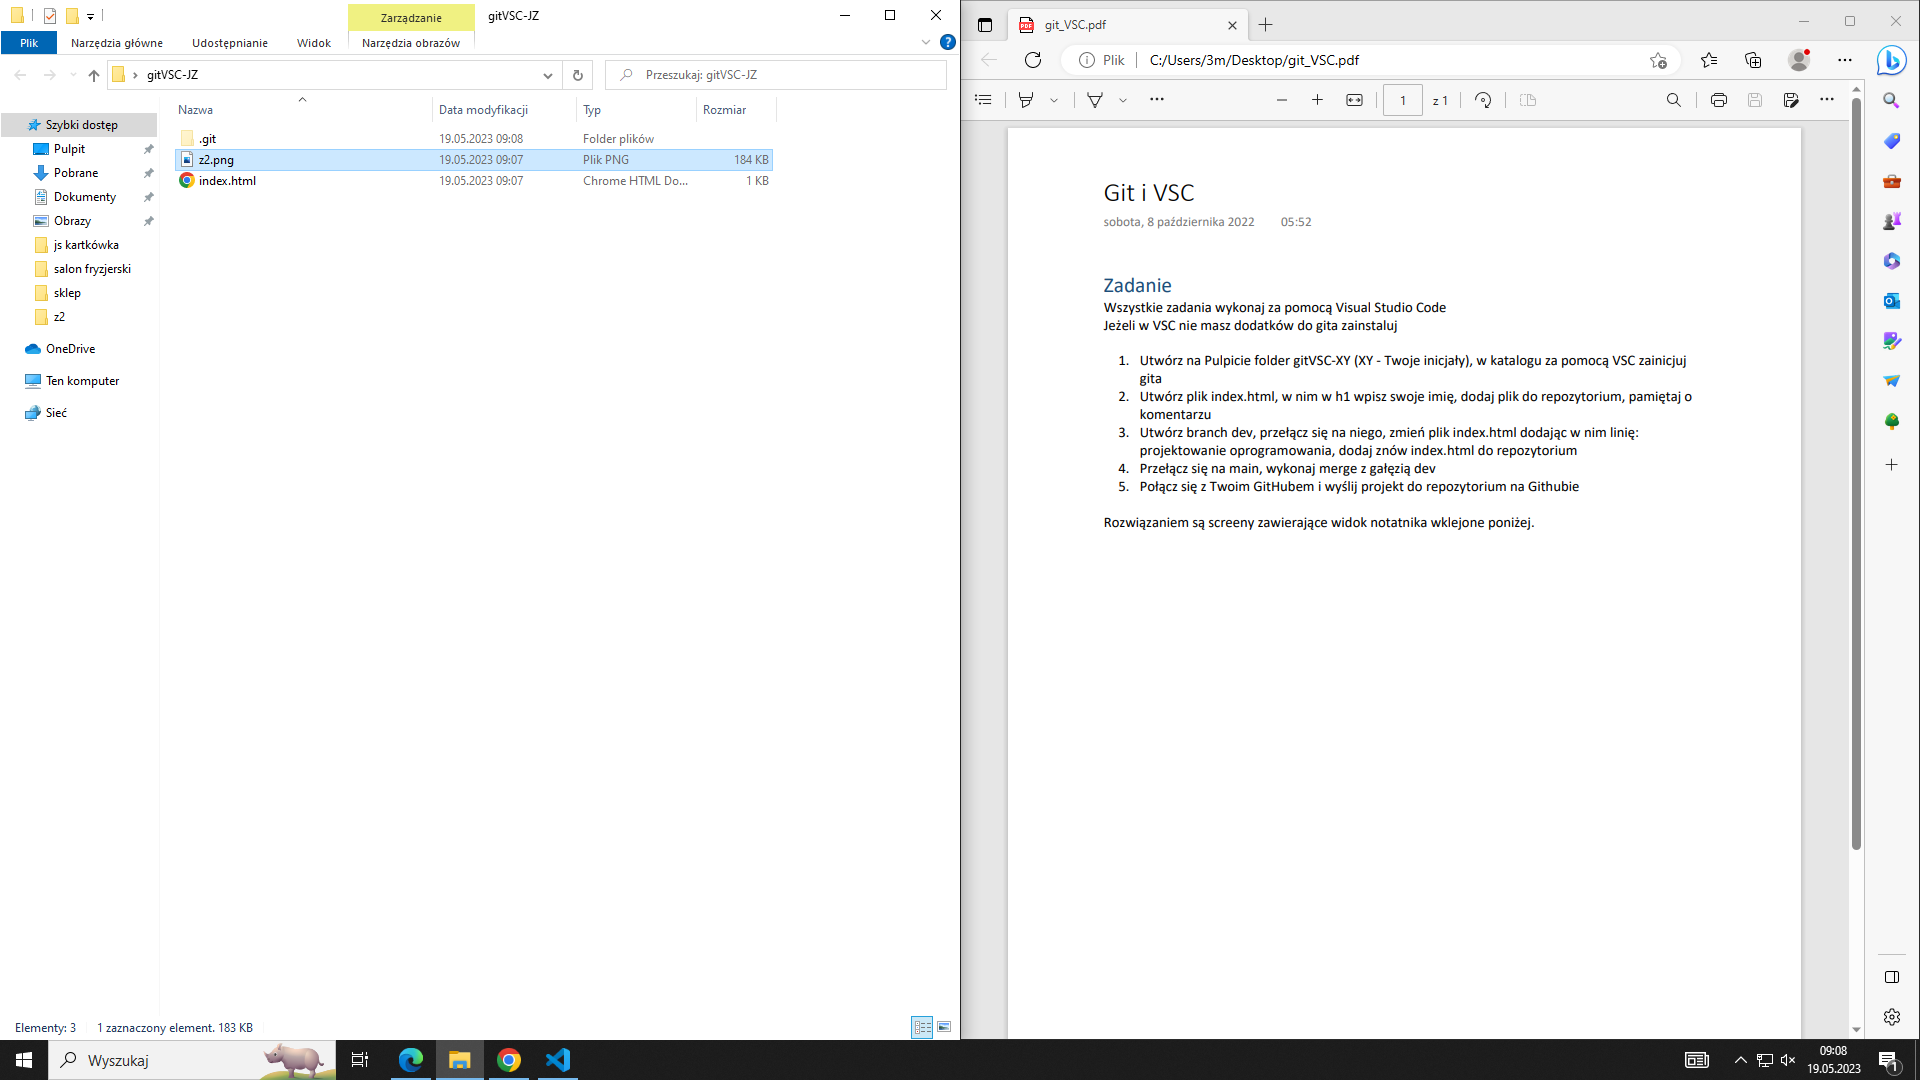 Zarządzanie
gitVSC-JZ
Plik
Narzędzia główne
Udostępnianie
Widok
Narzędzia obrazów
gitVSC-JZ
Przeszukaj: gitVSC-JZ
Nazwa
Data modyfikacji
Typ
Rozmiar
.git
19.05.2023 09:08
Folder plików
z2.png
19.05.2023 09:07
Plik PNG
184 KB
index.html
19.05.2023 09:07
Chrome HTML Do...
1 KB
Szybki dostęp
Pulpit
Pobrane
Dokumenty
Obrazy
js kartkówka
salon fryzjerski
sklep
z2
OneDrive
Ten komputer
Sieć
Elementy: 3
1 zaznaczony element. 183 KB
git_VSC.pdf
Plik
C:/Users/3m/Desktop/git_VSC.pdf
1
z 1
Git i VSC
sobota, 8 października 2022 05:52
Zadanie
Wszystkie zadania wykonaj za pomocą Visual Studio Code
Jeżeli w VSC nie masz dodatków do gita zainstaluj
1. Utwórz na Pulpicie folder gitVSC-XY (XY - Twoje inicjały), w katalogu za pomocą VSC zainicjuj
gita
2. Utwórz plik index.html, w nim w h1 wpisz swoje imię, dodaj plik do repozytorium, pamiętaj o
komentarzu
3. Utwórz branch dev, przełącz się na niego, zmień plik index.html dodając w nim linię:
projektowanie oprogramowania, dodaj znów index.html do repozytorium
4. Przełącz się na main, wykonaj merge z gałęzią dev
5. Połącz się z Twoim GitHubem i wyślij projekt do repozytorium na Githubie
Rozwiązaniem są screeny zawierające widok notatnika wklejone poniżej.
Wyszukaj
09:08
19.05.2023
1